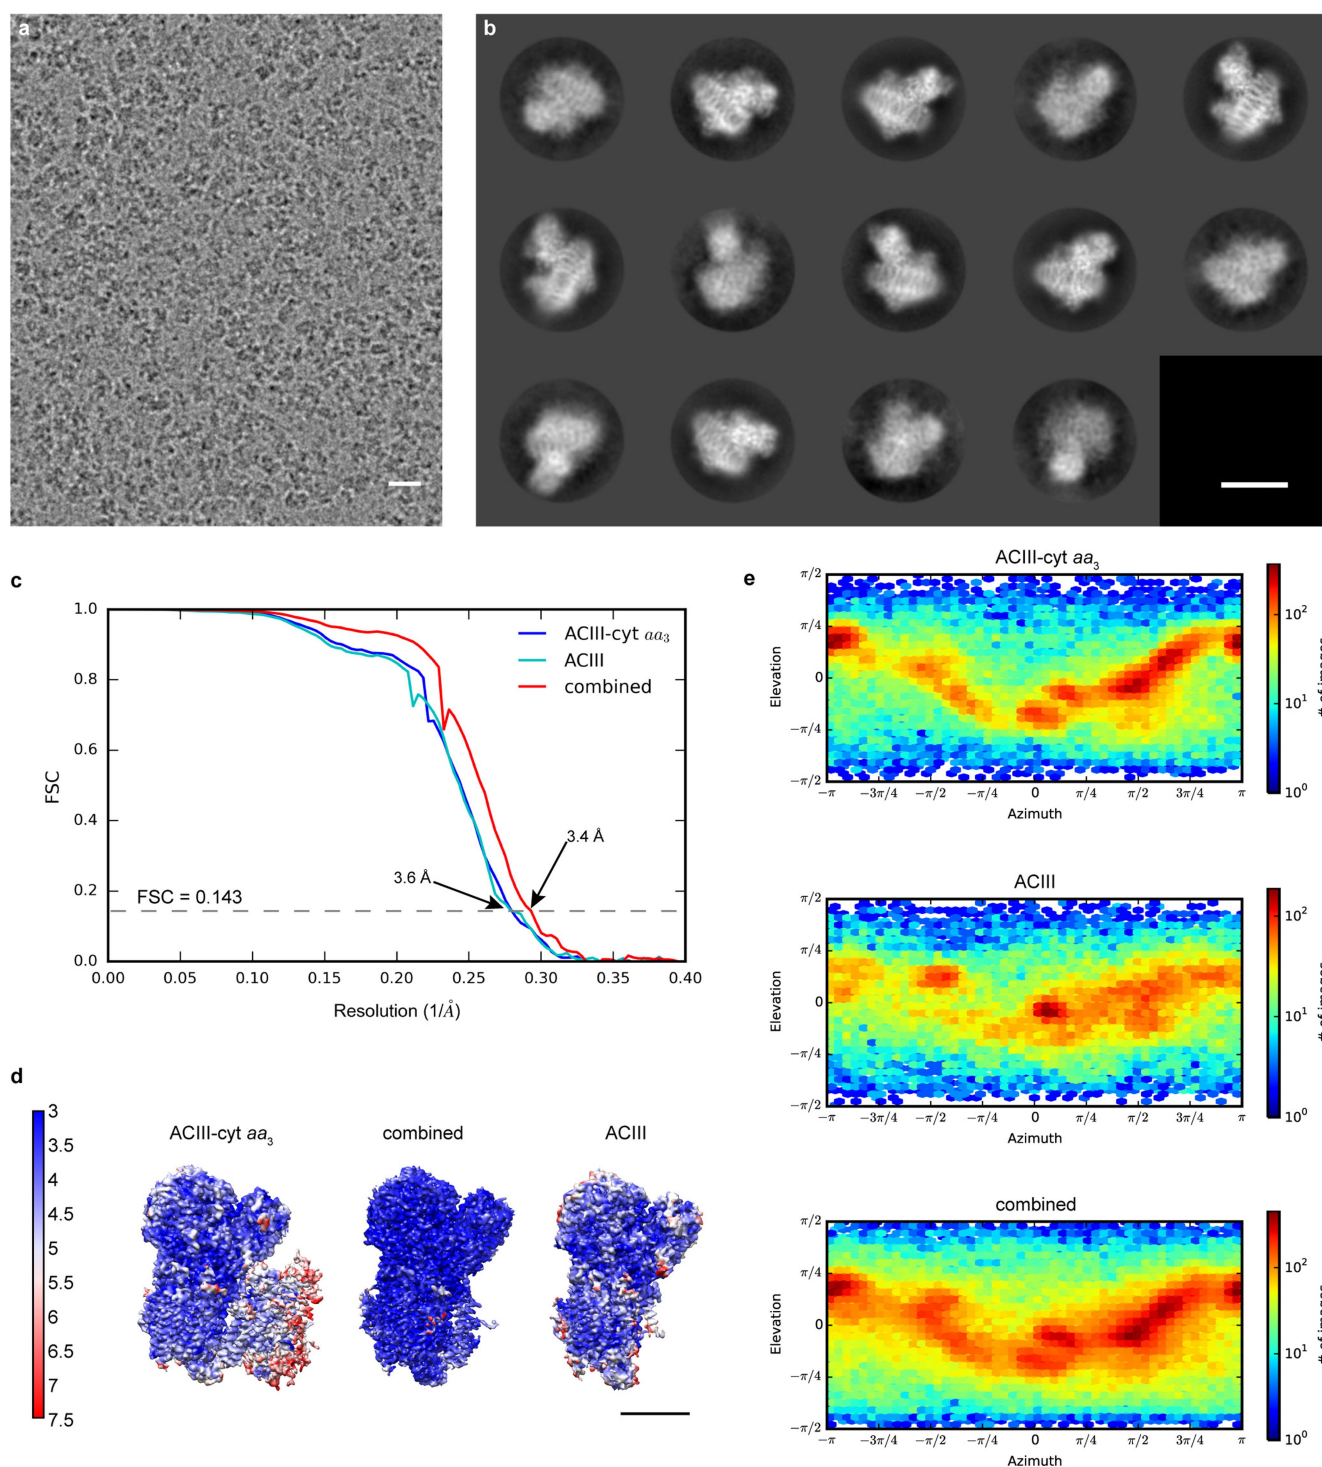 a
b
c
1.0
0.8
0.6
0.4
0.2
0.0
FSC
ACIII-cyt aa3
ACIII
combined
3.4 Å
3.6 Å
FSC = 0.143
0.00 0.05 0.10 0.15 0.20 0.25 0.30 0.35 0.40
Resolution (1/Å)
d
3
3.5
4
4.5
5
5.5
6
6.5
7
7.5
ACIII-cyt aa3
combined
ACIII
e
ACIII-cyt aa3
π/2
π/4
0
−π/4
−π/2
Elevation
−π −3π/4 −π/2 −π/4 0 π/4 π/2 3π/4 π
Azimuth
10²
10¹
10⁰
# of images
ACIII
π/2
π/4
0
−π/4
−π/2
Elevation
−π −3π/4 −π/2 −π/4 0 π/4 π/2 3π/4 π
Azimuth
10²
10¹
10⁰
# of images
combined
π/2
π/4
0
−π/4
−π/2
Elevation
−π −3π/4 −π/2 −π/4 0 π/4 π/2 3π/4 π
Azimuth
10²
10¹
10⁰
# of images